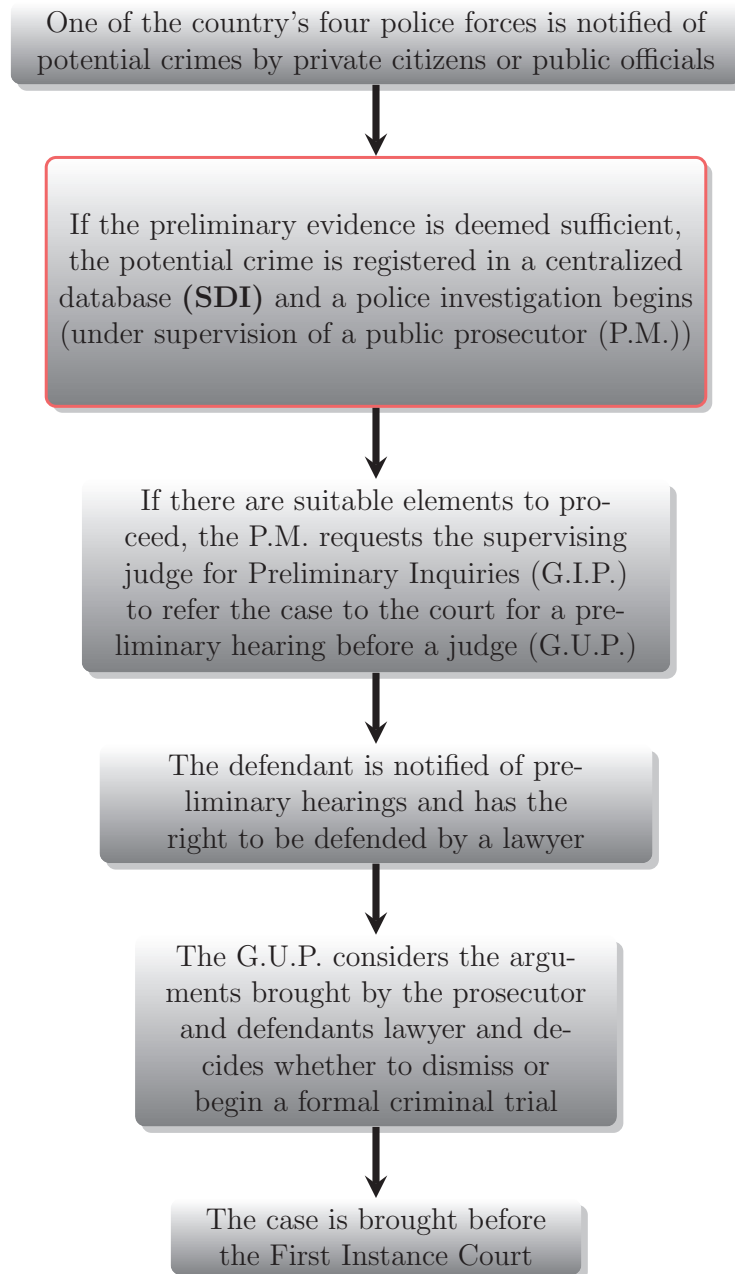 One of the country's four police forces is notified of
potential crimes by private citizens or public officials
If the preliminary evidence is deemed sufficient,
the potential crime is registered in a centralized
database (SDI) and a police investigation begins
(under supervision of a public prosecutor (P.M.))
If there are suitable elements to pro-
ceed, the P.M. requests the supervising
judge for Preliminary Inquiries (G.I.P.)
to refer the case to the court for a pre-
liminary hearing before a judge (G.U.P.)
The defendant is notified of pre-
liminary hearings and has the
right to be defended by a lawyer
The G.U.P. considers the argu-
ments brought by the prosecutor
and defendants lawyer and de-
cides whether to dismiss or
begin a formal criminal trial
The case is brought before
the First Instance Court